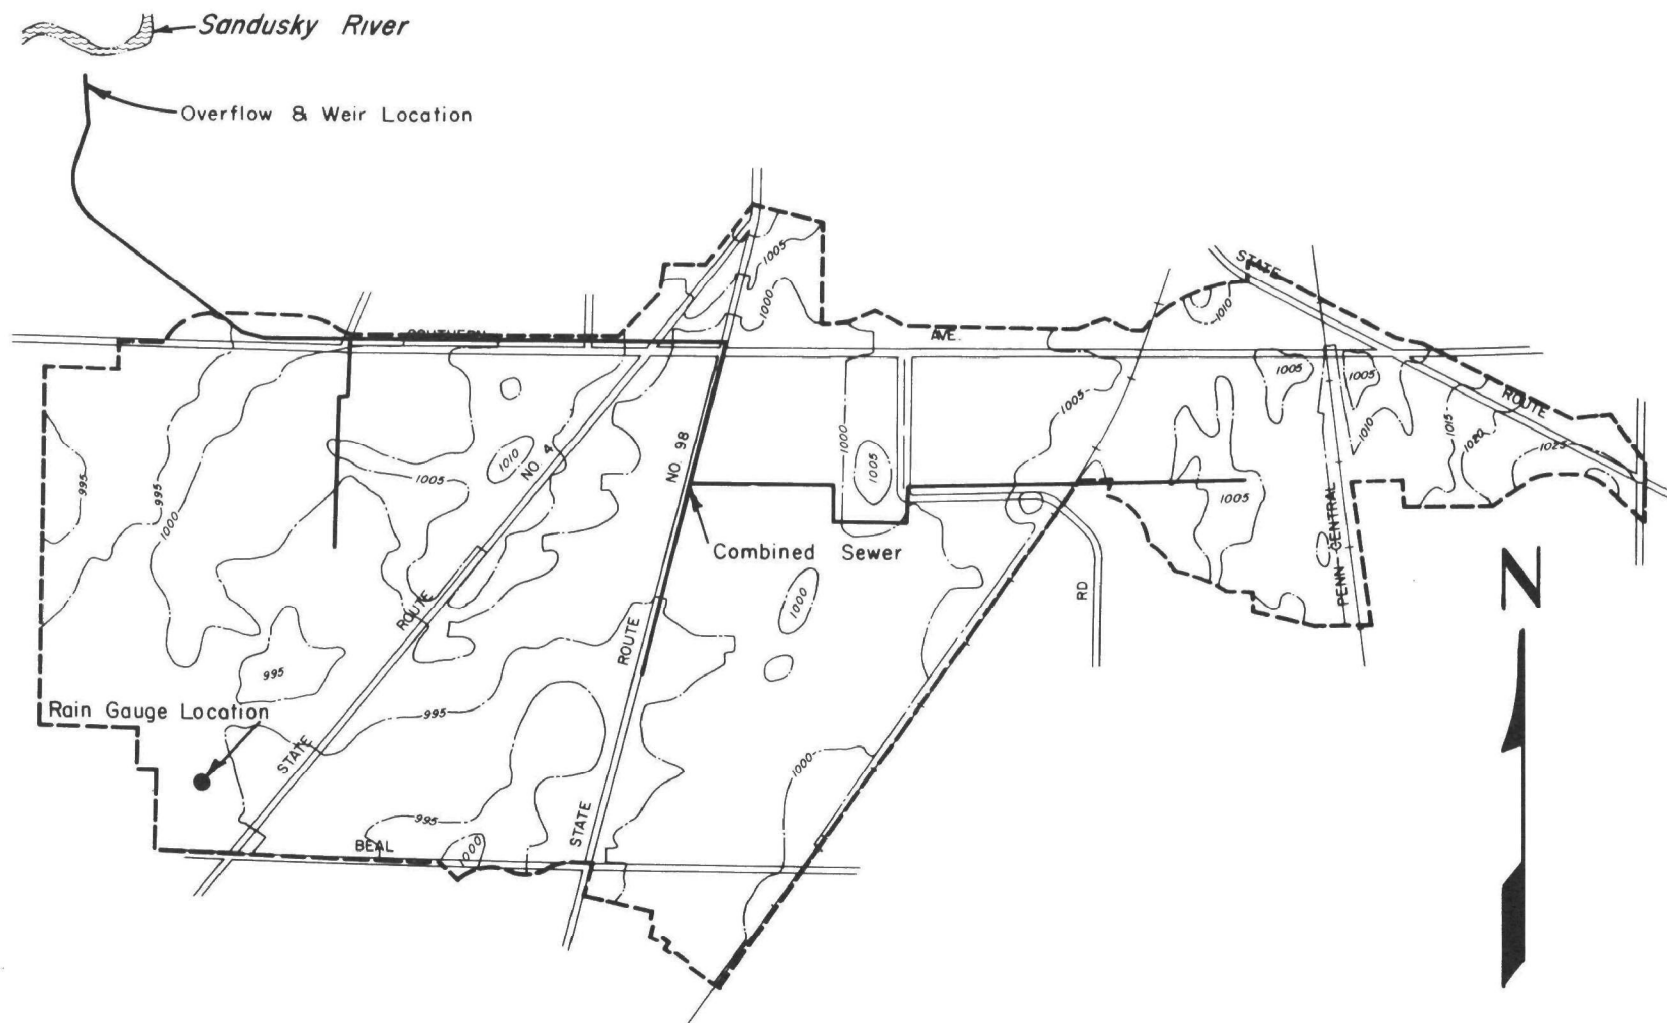 Sandusky River
Overflow & Weir Location
1005
1000
STATE
1010
SOUTHERN
AVE.
1005
1005
1005
ROUTE
NO. 98
1000
1010
1015
1020
1025
1010
NO. 4
1005
995
995
1000
1005
1005
PENN CENTRAL
Combined Sewer
N
1000
RD
ROUTE
ROUTE
995
Rain Gauge Location
995
STATE
1000
STATE
995
BEAL
1000